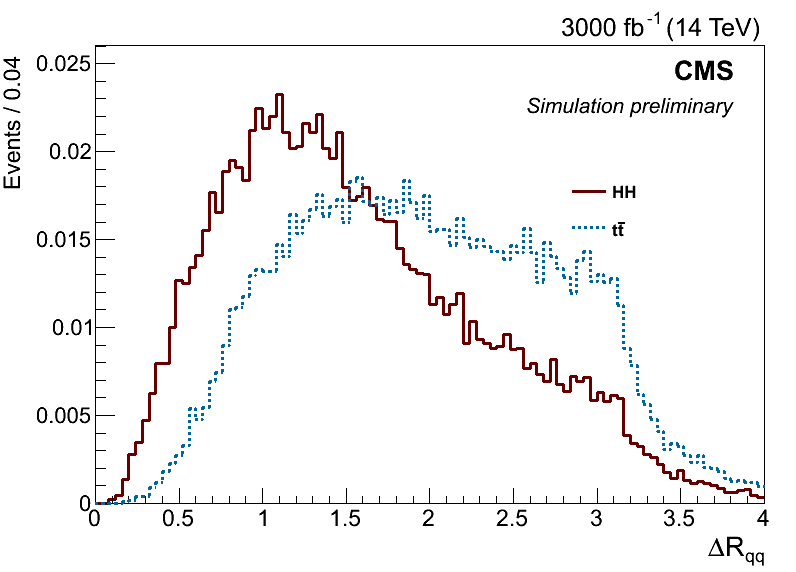 3000 fb⁻¹ (14 TeV)
Events / 0.04
0.025
0.02
0.015
0.01
0.005
0
CMS
Simulation preliminary
HH
tt̄
0 0.5 1 1.5 2 2.5 3 3.5 4
ΔR_qq